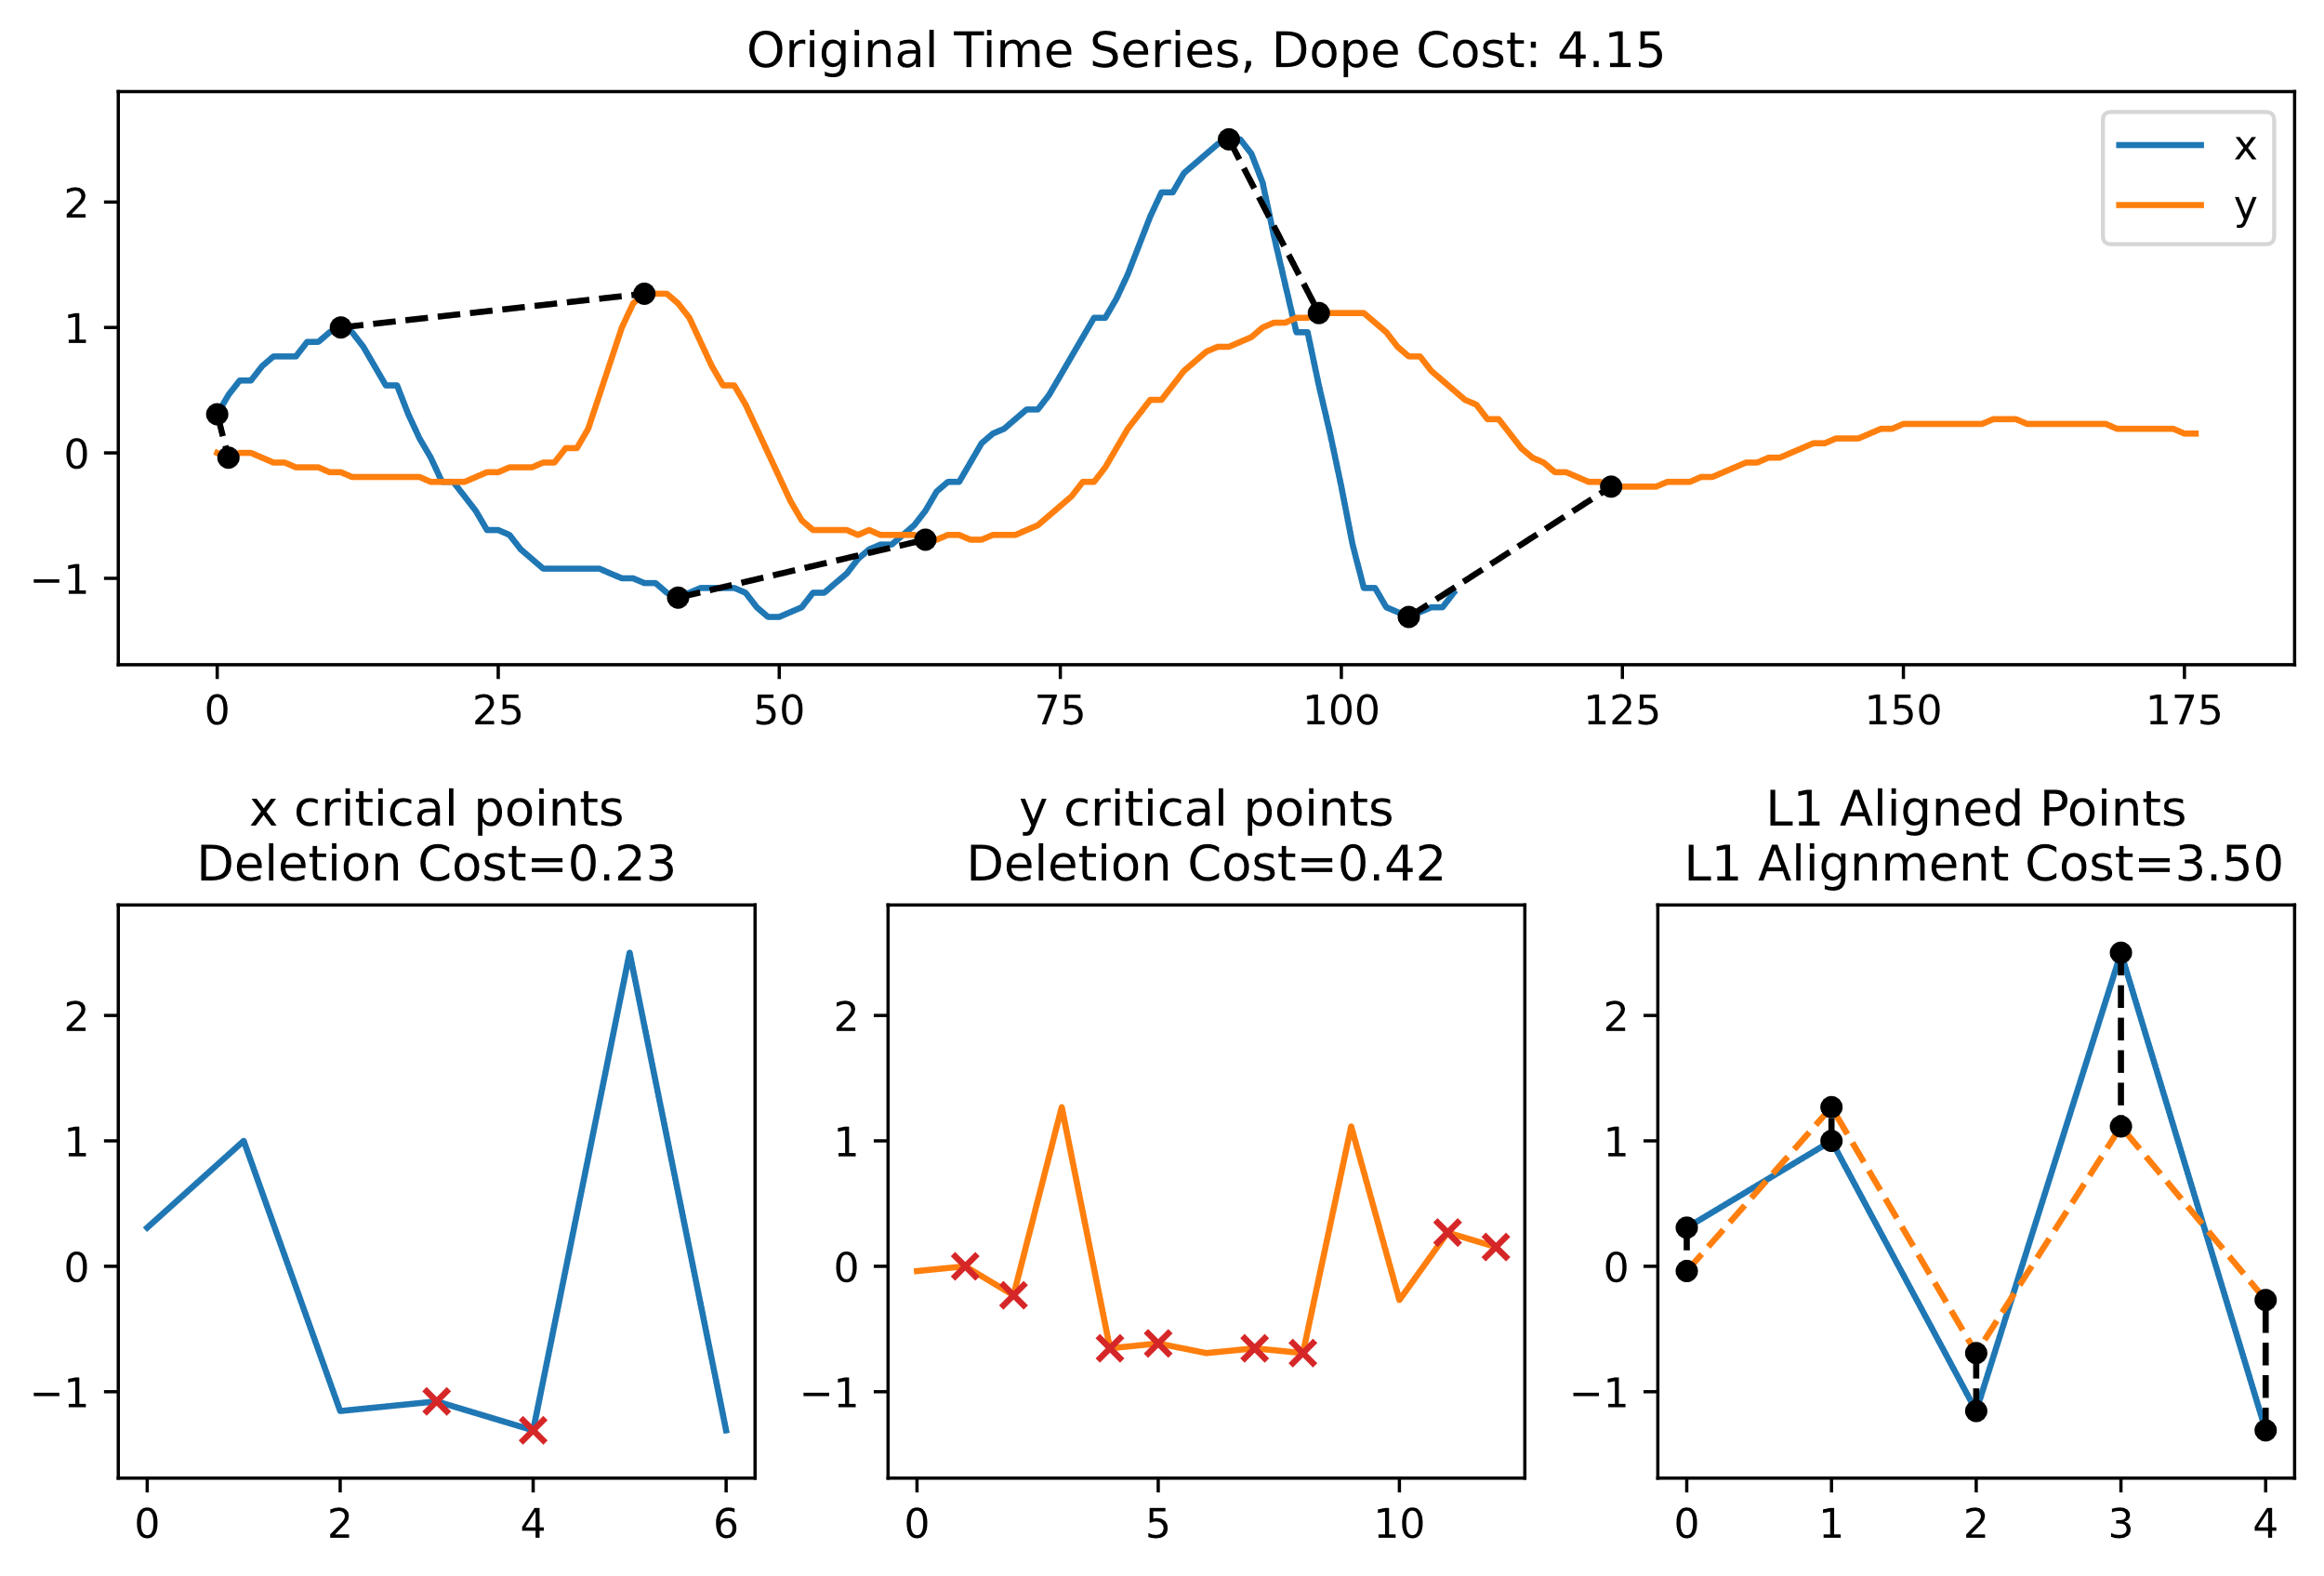 Original Time Series, Dope Cost: 4.15
x
y
2
1
0
−1
0 25 50 75 100 125 150 175
x critical points
Deletion Cost=0.23
2
1
0
−1
0 2 4 6
y critical points
Deletion Cost=0.42
2
1
0
−1
0 5 10
L1 Aligned Points
L1 Alignment Cost=3.50
2
1
0
−1
0 1 2 3 4